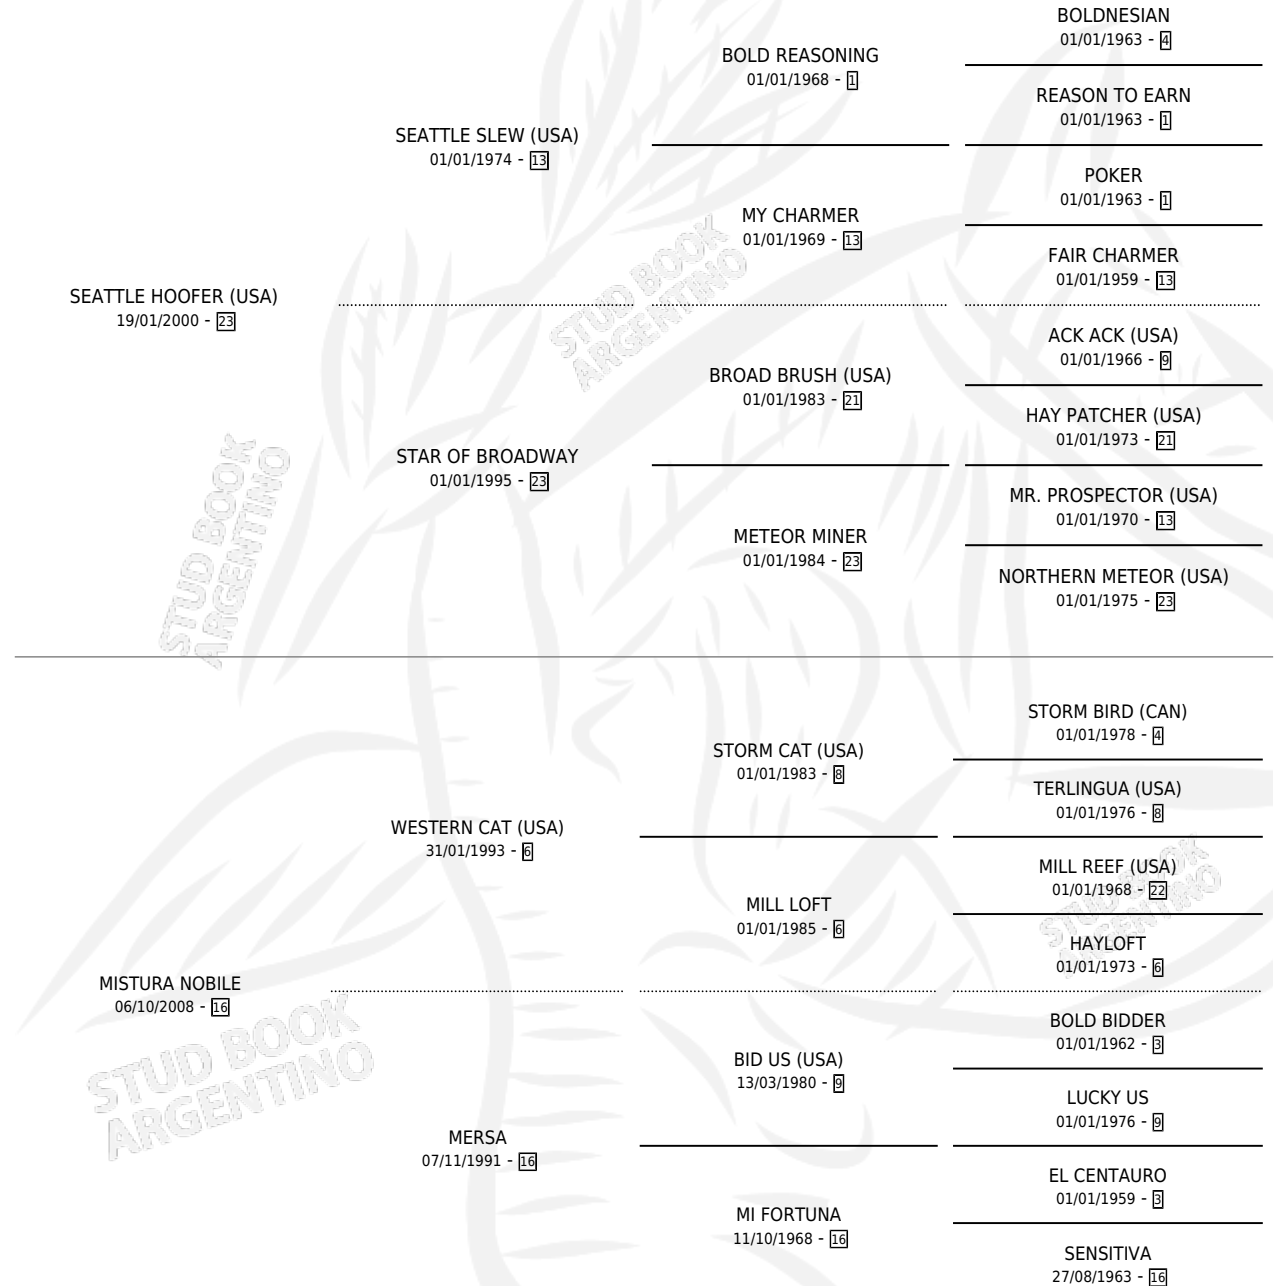 BOLDNESIAN
01/01/1963 - 4
BOLD REASONING
01/01/1968 - 1
REASON TO EARN
01/01/1963 - 1
SEATTLE SLEW (USA)
01/01/1974 - 13
POKER
01/01/1963 - 1
MY CHARMER
01/01/1969 - 13
FAIR CHARMER
01/01/1959 - 13
SEATTLE HOOFER (USA)
19/01/2000 - 23
STUD BOOK
ARGENTINO
ACK ACK (USA)
01/01/1966 - 9
BROAD BRUSH (USA)
01/01/1983 - 21
HAY PATCHER (USA)
01/01/1973 - 21
STAR OF BROADWAY
01/01/1995 - 23
MR. PROSPECTOR (USA)
01/01/1970 - 13
METEOR MINER
01/01/1984 - 23
NORTHERN METEOR (USA)
01/01/1975 - 23
STUD BOOK
ARGENTINO
STORM BIRD (CAN)
01/01/1978 - 4
STORM CAT (USA)
01/01/1983 - 8
TERLINGUA (USA)
01/01/1976 - 8
WESTERN CAT (USA)
31/01/1993 - 6
MILL REEF (USA)
01/01/1968 - 22
MILL LOFT
01/01/1985 - 6
STUD BOOK
ARGENTINO
HAYLOFT
01/01/1973 - 6
MISTURA NOBILE
06/10/2008 - 16
BOLD BIDDER
01/01/1962 - 3
BID US (USA)
13/03/1980 - 9
STUD BOOK
ARGENTINO
LUCKY US
01/01/1976 - 9
MERSA
07/11/1991 - 16
EL CENTAURO
01/01/1959 - 3
MI FORTUNA
11/10/1968 - 16
SENSITIVA
27/08/1963 - 16